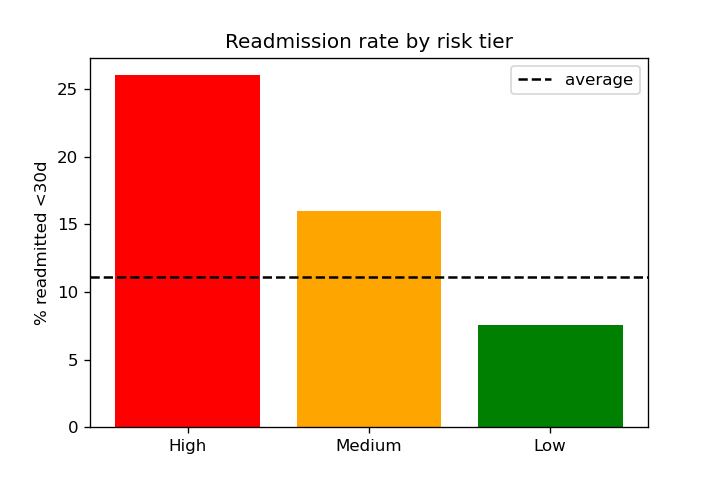 Readmission rate by risk tier
average
% readmitted <30d
25
20
15
10
5
0
High
Medium
Low